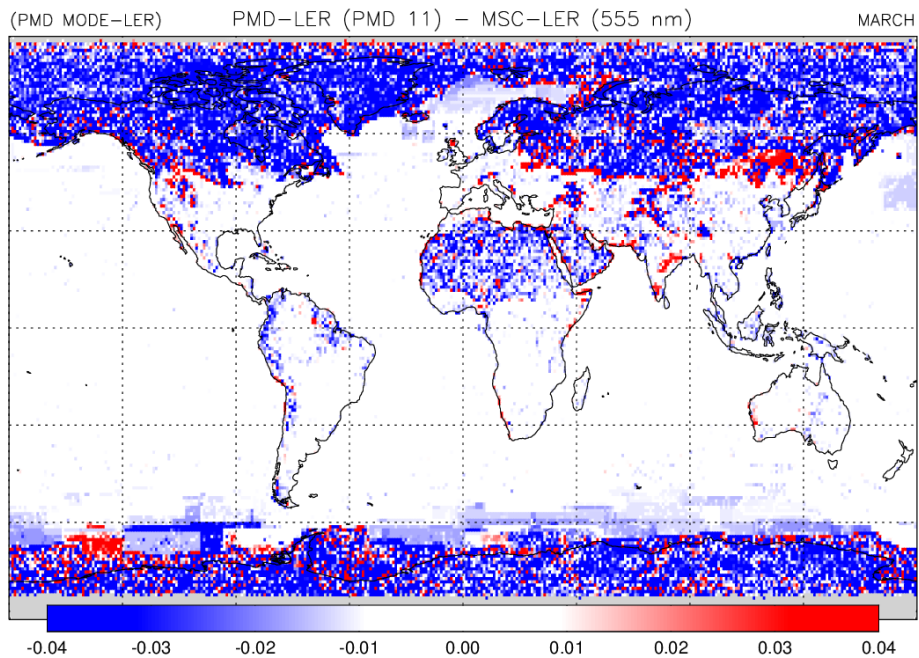 (PMD MODE-LER) PMD-LER (PMD 11) – MSC-LER (555 nm) MARCH
-0.04 -0.03 -0.02 -0.01 0.00 0.01 0.02 0.03 0.04